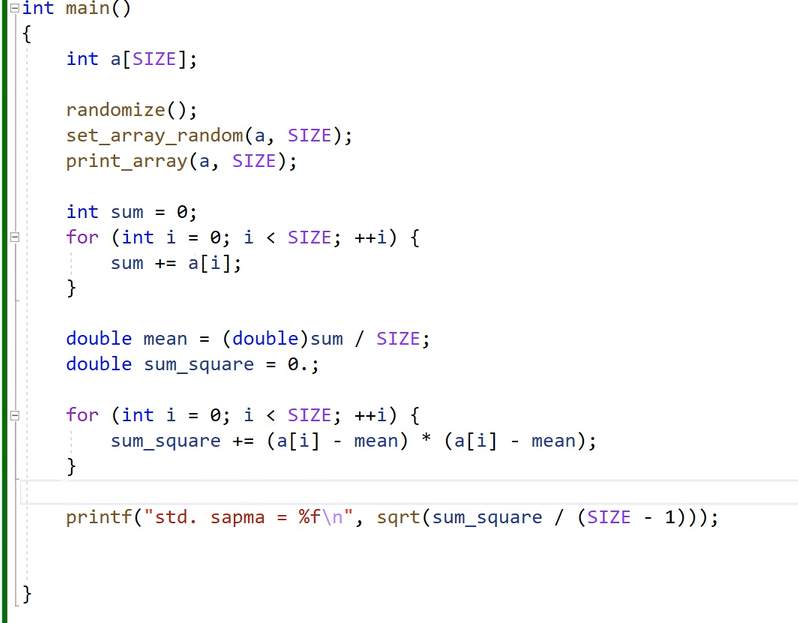 int main()
{
    int a[SIZE];

    randomize();
    set_array_random(a, SIZE);
    print_array(a, SIZE);

    int sum = 0;
    for (int i = 0; i < SIZE; ++i) {
        sum += a[i];
    }

    double mean = (double)sum / SIZE;
    double sum_square = 0.;

    for (int i = 0; i < SIZE; ++i) {
        sum_square += (a[i] - mean) * (a[i] - mean);
    }

    printf("std. sapma = %f\n", sqrt(sum_square / (SIZE - 1)));

}